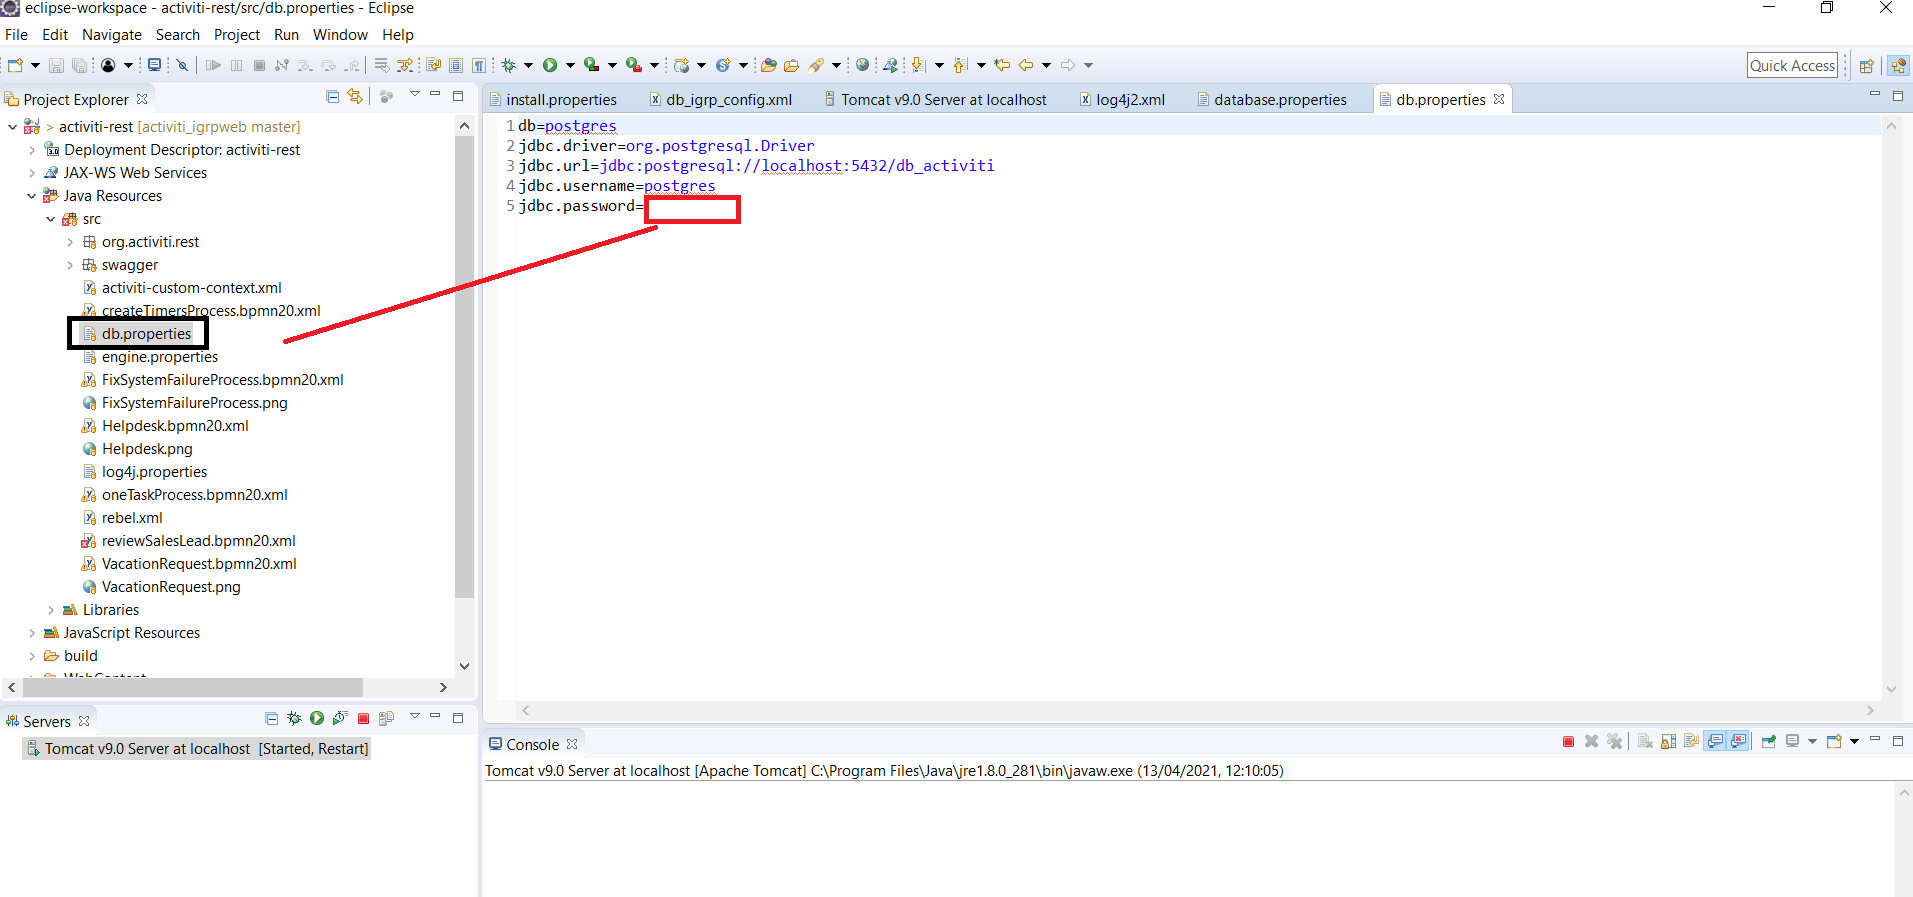 eclipse-workspace - activiti-rest/src/db.properties - Eclipse
File Edit Navigate Search Project Run Window Help
Quick Access
Project Explorer
> activiti-rest [activiti_igrpweb master]
Deployment Descriptor: activiti-rest
JAX-WS Web Services
Java Resources
src
org.activiti.rest
swagger
activiti-custom-context.xml
createTimersProcess.bpmn20.xml
db.properties
engine.properties
FixSystemFailureProcess.bpmn20.xml
FixSystemFailureProcess.png
Helpdesk.bpmn20.xml
Helpdesk.png
log4j.properties
oneTaskProcess.bpmn20.xml
rebel.xml
reviewSalesLead.bpmn20.xml
VacationRequest.bpmn20.xml
VacationRequest.png
Libraries
JavaScript Resources
build
WebContent
install.properties db_igrp_config.xml Tomcat v9.0 Server at localhost log4j2.xml database.properties db.properties
1 db=postgres
2 jdbc.driver=org.postgresql.Driver
3 jdbc.url=jdbc:postgresql://localhost:5432/db_activiti
4 jdbc.username=postgres
5 jdbc.password=
Servers
Tomcat v9.0 Server at localhost [Started, Restart]
Console
Tomcat v9.0 Server at localhost [Apache Tomcat] C:\Program Files\Java\jre1.8.0_281\bin\javaw.exe (13/04/2021, 12:10:05)